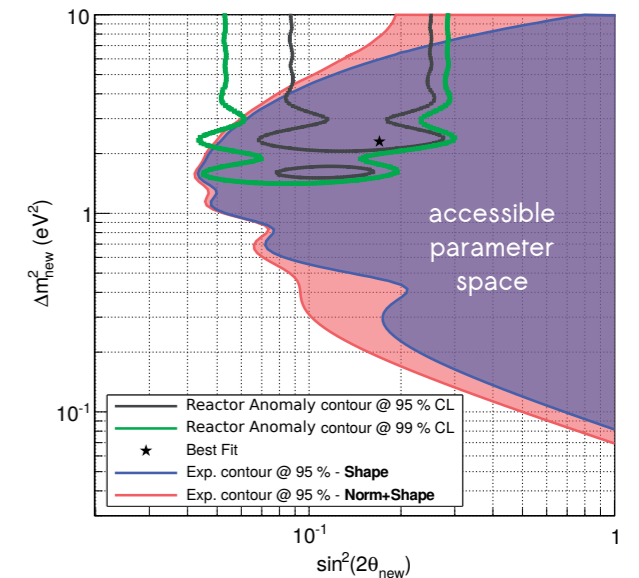 10
1
10⁻¹
Δm²new (eV²)
accessible
parameter
space
Reactor Anomaly contour @ 95 % CL
Reactor Anomaly contour @ 99 % CL
Best Fit
Exp. contour @ 95 % - Shape
Exp. contour @ 95 % - Norm+Shape
10⁻¹
1
sin²(2θnew)